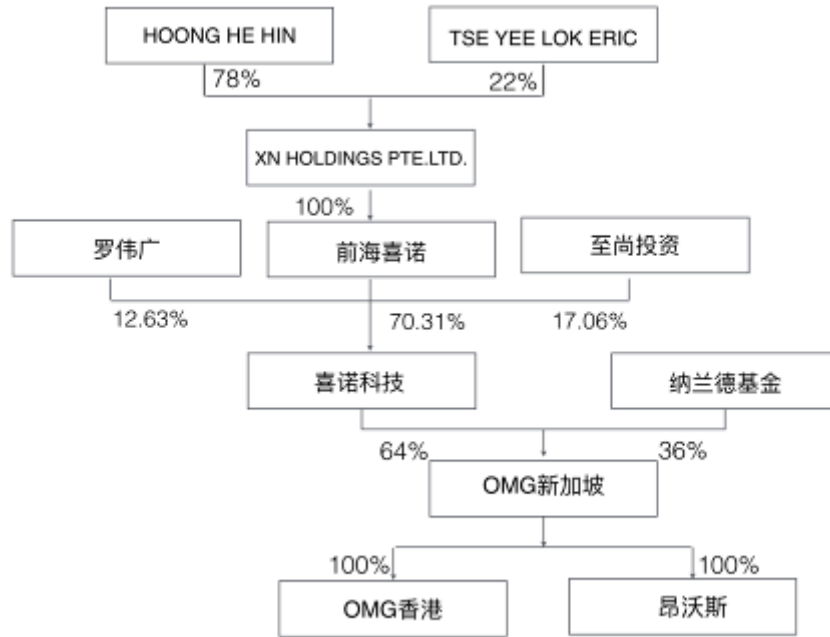 HOONG HE HIN
TSE YEE LOK ERIC
78%
22%
XN HOLDINGS PTE.LTD.
100%
罗伟广
前海喜诺
至尚投资
12.63%
70.31%
17.06%
喜诺科技
纳兰德基金
64%
36%
OMG新加坡
100%
100%
OMG香港
昂沃斯